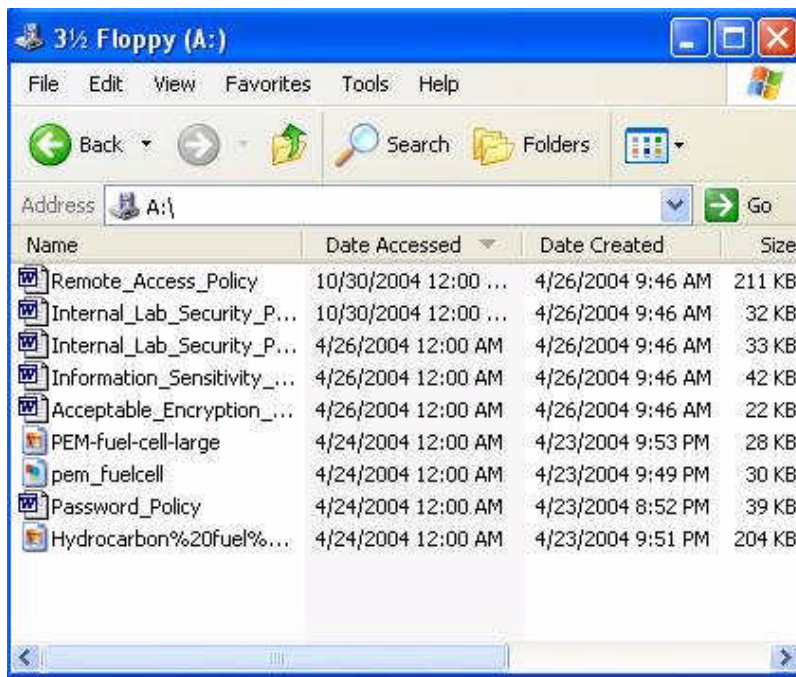 3½ Floppy (A:)
File Edit View Favorites Tools Help
Back Search Folders
Address A:\ Go
Name Date Accessed Date Created Size
Remote_Access_Policy 10/30/2004 12:00 ... 4/26/2004 9:46 AM 211 KB
Internal_Lab_Security_P... 10/30/2004 12:00 ... 4/26/2004 9:46 AM 32 KB
Internal_Lab_Security_P... 4/26/2004 12:00 AM 4/26/2004 9:46 AM 33 KB
Information_Sensitivity_... 4/26/2004 12:00 AM 4/26/2004 9:46 AM 42 KB
Acceptable_Encryption_... 4/26/2004 12:00 AM 4/26/2004 9:46 AM 22 KB
PEM-fuel-cell-large 4/24/2004 12:00 AM 4/23/2004 9:53 PM 28 KB
pem_fuelcell 4/24/2004 12:00 AM 4/23/2004 9:49 PM 30 KB
Password_Policy 4/24/2004 12:00 AM 4/23/2004 8:52 PM 39 KB
Hydrocarbon%20fuel%... 4/24/2004 12:00 AM 4/23/2004 9:51 PM 204 KB